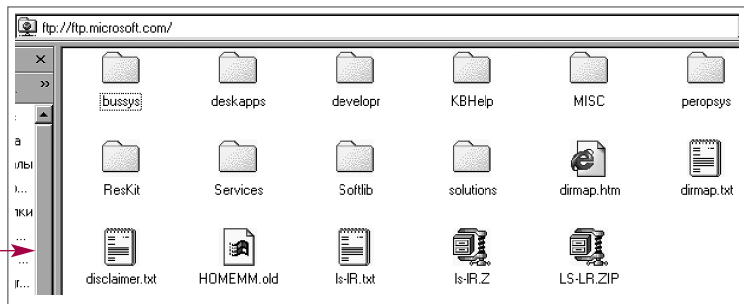 ftp://ftp.microsoft.com/
bussys deskapps developr KBHelp MISC peropsys
ResKit Services Softlib solutions dirmap.htm dirmap.txt
disclaimer.txt HOMEMM.old ls-lR.txt ls-lR.Z LS-LR.ZIP